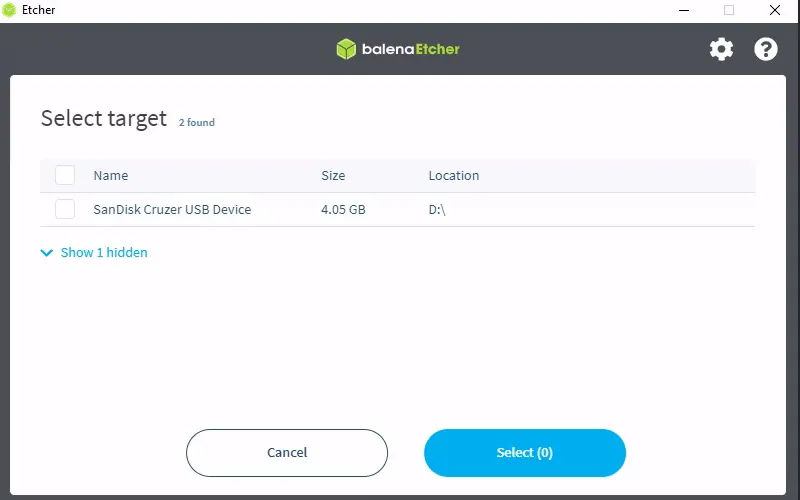 Etcher
balenaEtcher
Select target 2 found
Name Size Location
SanDisk Cruzer USB Device 4.05 GB D:\
Show 1 hidden
Cancel Select (0)